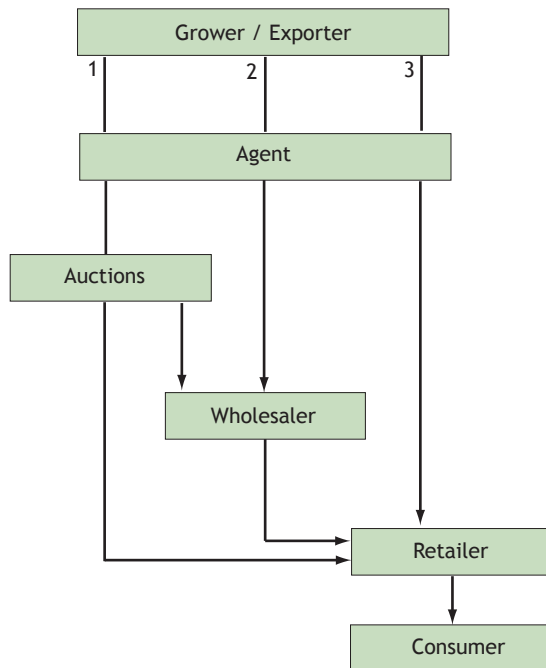 Grower / Exporter
1 2 3
Agent
Auctions
Wholesaler
Retailer
Consumer